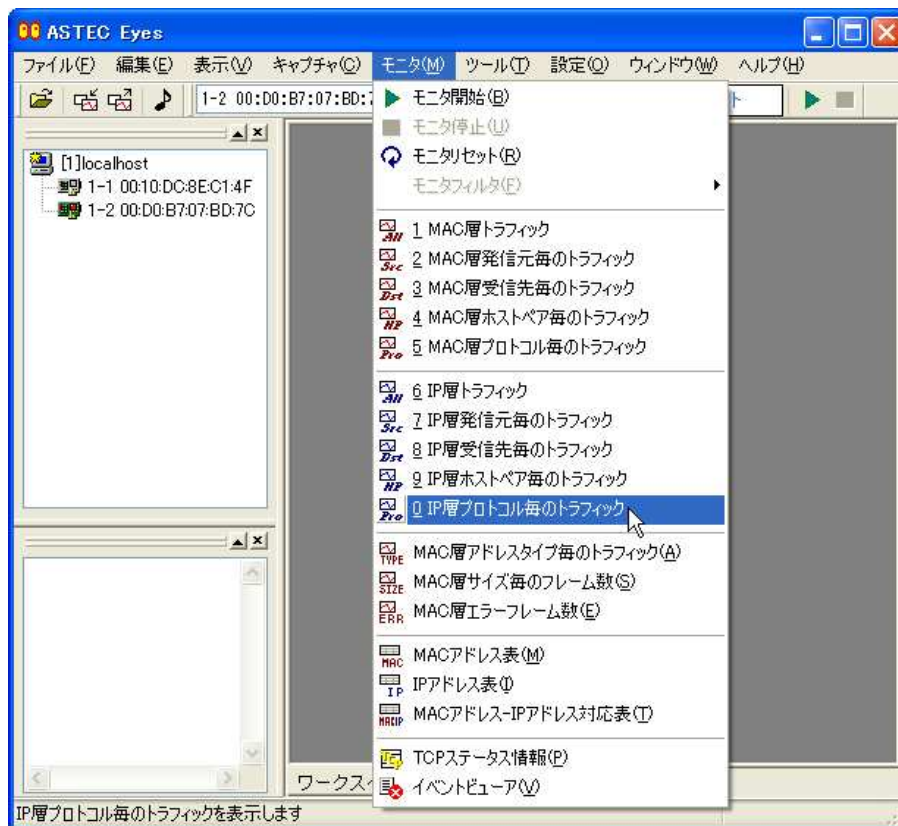 ASTEC Eyes
ファイル(F) 編集(E) 表示(V) キャプチャ(C) モニタ(M) ツール(T) 設定(O) ウィンドウ(W) ヘルプ(H)
1-2 00:D0:B7:07:BD:
[1]localhost
1-1 00:10:DC:8E:C1:4F
1-2 00:D0:B7:07:BD:7C
モニタ開始(B)
モニタ停止(U)
モニタリセット(R)
モニタフィルタ(F)
All 1 MAC層トラフィック
Src 2 MAC層発信元毎のトラフィック
Dst 3 MAC層受信先毎のトラフィック
HP 4 MAC層ホストペア毎のトラフィック
Pro 5 MAC層プロトコル毎のトラフィック
All 6 IP層トラフィック
Src 7 IP層発信元毎のトラフィック
Dst 8 IP層受信先毎のトラフィック
HP 9 IP層ホストペア毎のトラフィック
Pro 0 IP層プロトコル毎のトラフィック
TYPE MAC層アドレスタイプ毎のトラフィック(A)
SIZE MAC層サイズ毎のフレーム数(S)
ERR MAC層エラーフレーム数(E)
MAC MACアドレス表(M)
IP IPアドレス表(I)
MACIP MACアドレス-IPアドレス対応表(T)
TCPステータス情報(P)
イベントビューア(V)
ワークス
IP層プロトコル毎のトラフィックを表示します